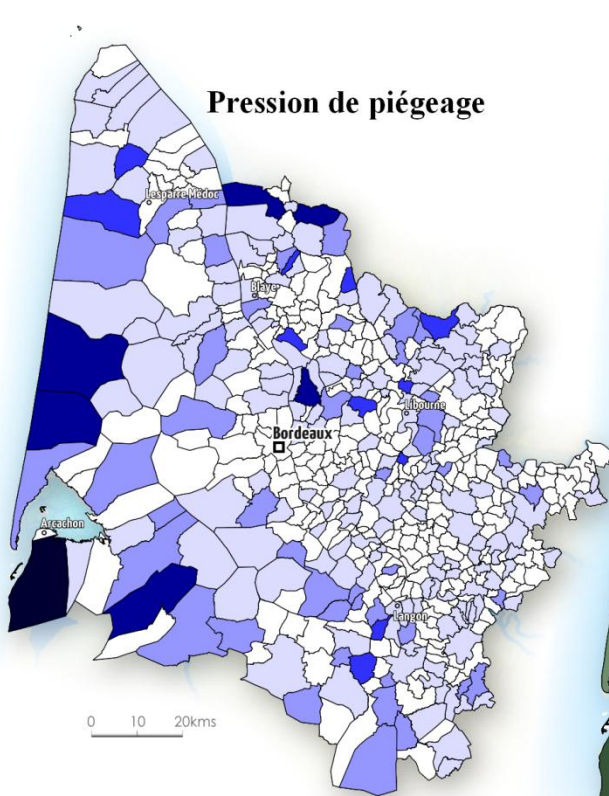 Pression de piégeage
Lesparre-Médoc
Blaye
Libourne
Bordeaux
Arcachon
Langon
0 10 20kms